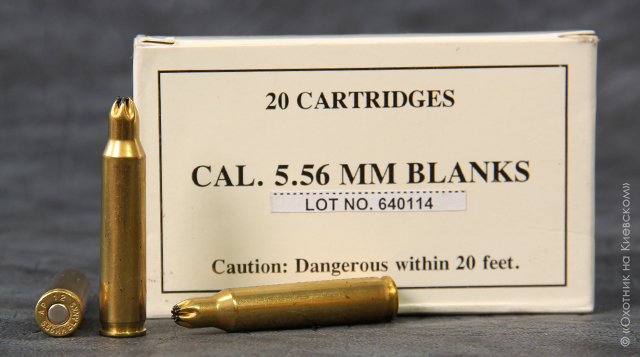 20 CARTRIDGES
CAL. 5.56 MM BLANKS
LOT NO. 640114
Caution: Dangerous within 20 feet.
© «Охотник на Киевском»